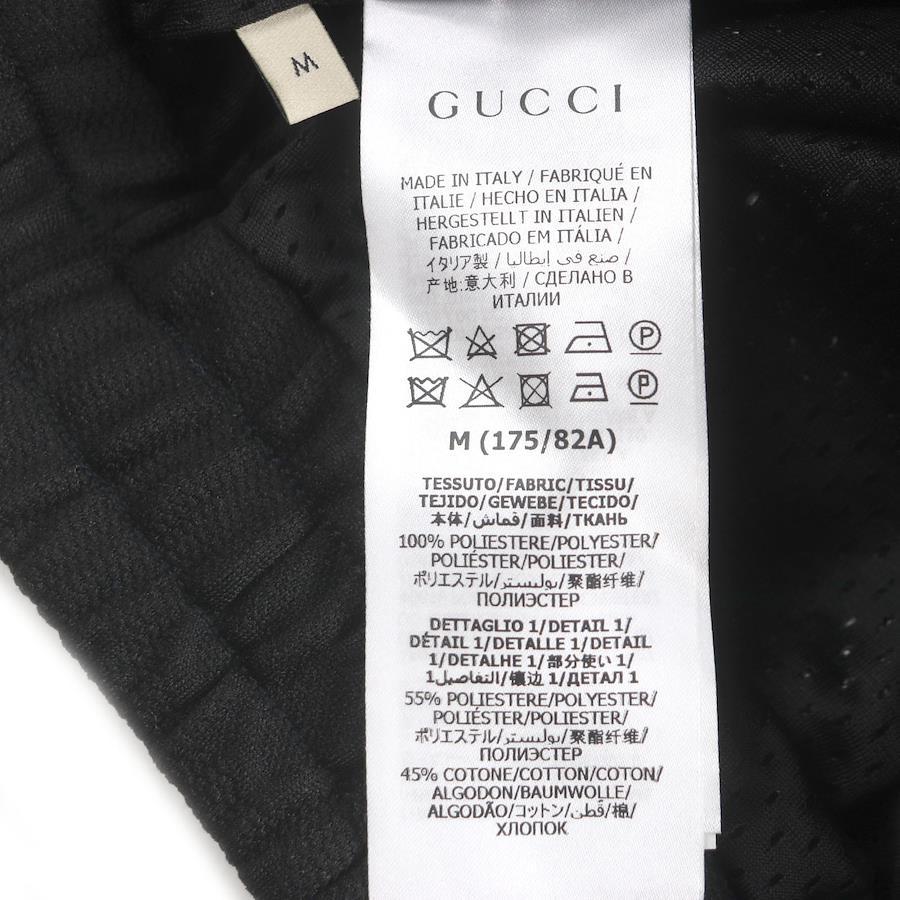 M
GUCCI
MADE IN ITALY / FABRIQUÉ EN
ITALIE / HECHO EN ITALIA /
HERGESTELLT IN ITALIEN /
FABRICADO EM ITÁLIA /
イタリア製 / صنع في إيطاليا /
产地:意大利 / СДЕЛАНО В
ИТАЛИИ
P
P
M (175/82A)
TESSUTO/FABRIC/TISSU/
TEJIDO/GEWEBE/TECIDO/
本体/قماش/面料/ТКАНЬ
100% POLIESTERE/POLYESTER/
POLIÉSTER/POLIESTER/
ポリエステル/بوليستر/聚酯纤维/
ПОЛИЭСТЕР
DETTAGLIO 1/DETAIL 1/
DÉTAIL 1/DETALLE 1/DETAIL
1/DETALHE 1/部分使い 1/
التفاصيل1/镶边 1/ДЕТАЛ 1
55% POLIESTERE/POLYESTER/
POLIÉSTER/POLIESTER/
ポリエステル/بوليستر/聚酯纤维/
ПОЛИЭСТЕР
45% COTONE/COTTON/COTON/
ALGODON/BAUMWOLLE/
ALGODÃO/コットン/قطن/棉/
ХЛОПОК